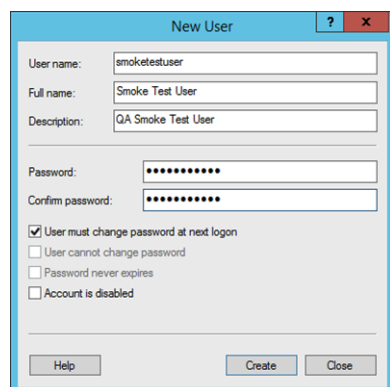 New User
? x
User name: smoketestuser
Full name: Smoke Test User
Description: QA Smoke Test User
Password: •••••••••••
Confirm password: •••••••••••
User must change password at next logon
User cannot change password
Password never expires
Account is disabled
Help Create Close